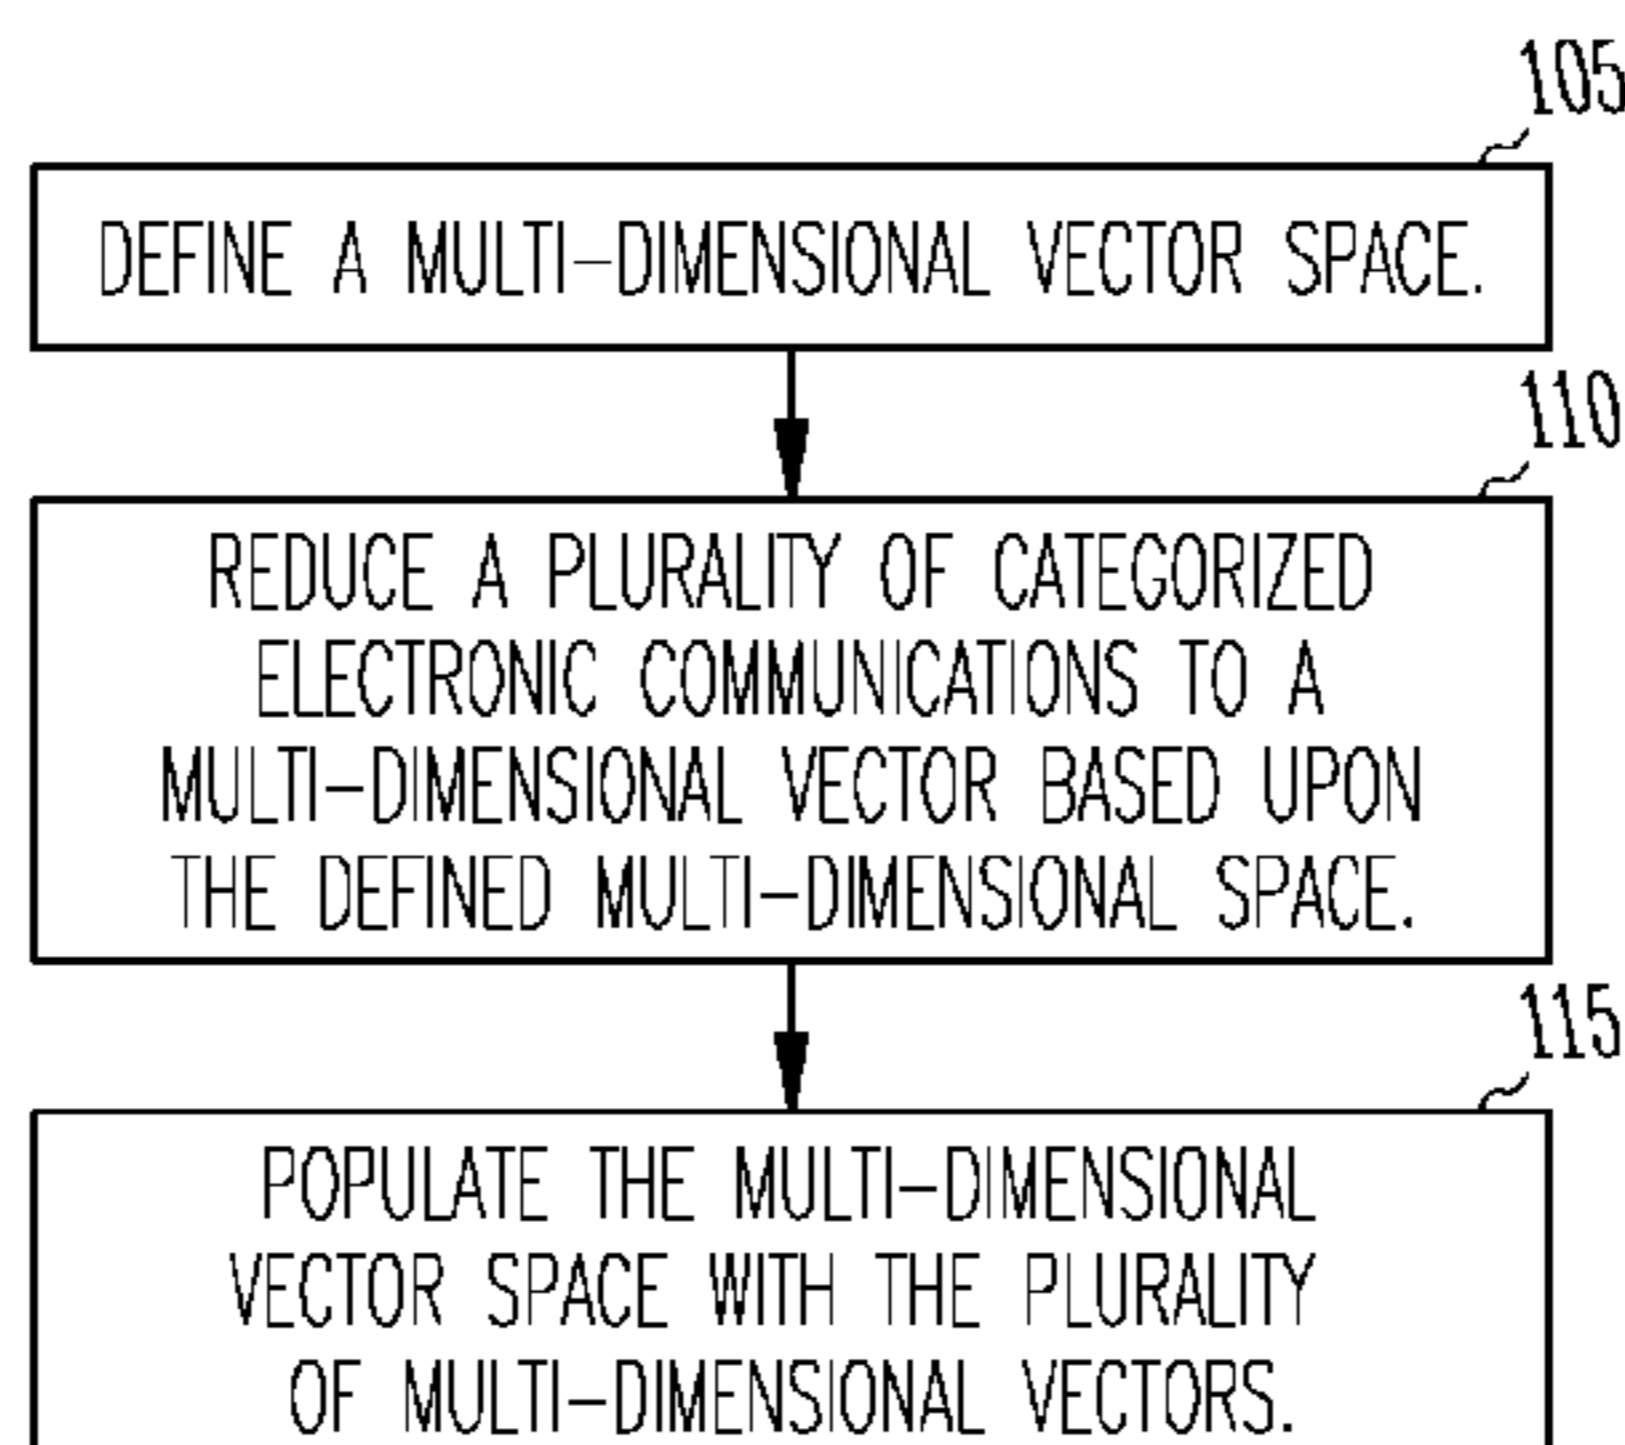 105
DEFINE A MULTI-DIMENSIONAL VECTOR SPACE.
110
REDUCE A PLURALITY OF CATEGORIZED
ELECTRONIC COMMUNICATIONS TO A
MULTI-DIMENSIONAL VECTOR BASED UPON
THE DEFINED MULTI-DIMENSIONAL SPACE.
115
POPULATE THE MULTI-DIMENSIONAL
VECTOR SPACE WITH THE PLURALITY
OF MULTI-DIMENSIONAL VECTORS.